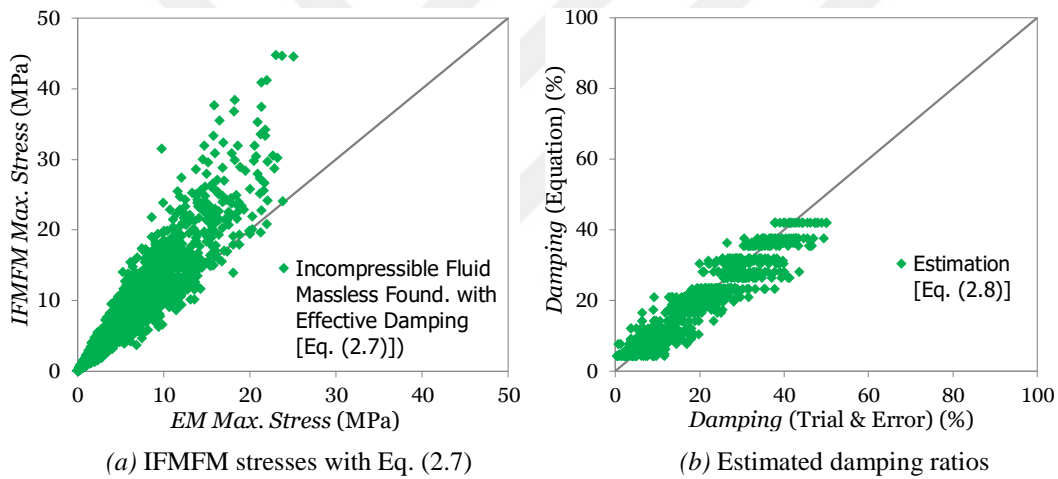 50
40
30
20
10
0
0
10
20
30
40
50
IFMFM Max. Stress (MPa)
EM Max. Stress (MPa)
Incompressible Fluid
Massless Found. with
Effective Damping
[Eq. (2.7)])
(a) IFMFM stresses with Eq. (2.7)
100
80
60
40
20
0
0
20
40
60
80
100
Damping (Equation) (%)
Damping (Trial & Error) (%)
Estimation
[Eq. (2.8)]
(b) Estimated damping ratios